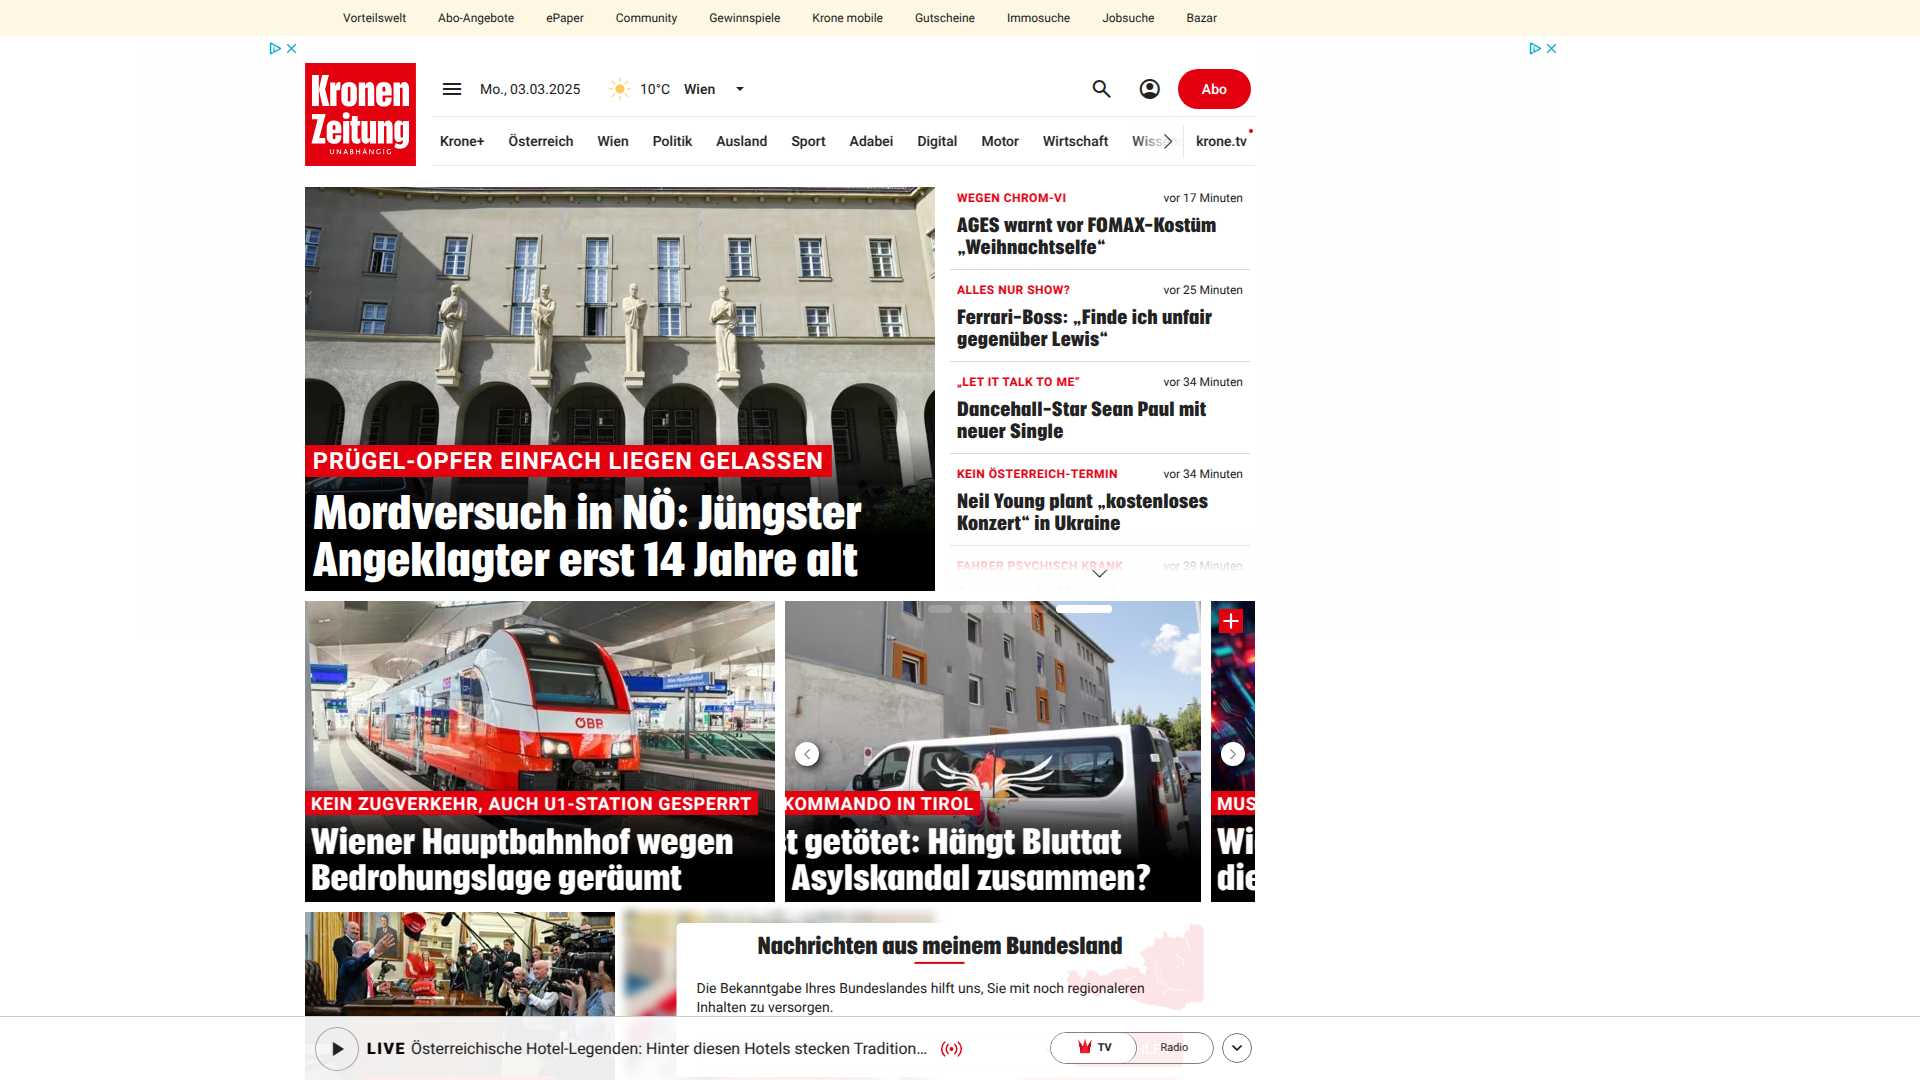 Vorteilswelt
Abo-Angebote
ePaper
Community
Gewinnspiele
Krone mobile
Gutscheine
Immosuche
Jobsuche
Bazar
Kronen
Zeitung
UNABHÄNGIG
Mo., 03.03.2025
10°C
Wien
Abo
Krone+
Österreich
Wien
Politik
Ausland
Sport
Adabei
Digital
Motor
Wirtschaft
krone.tv
PRÜGEL-OPFER EINFACH LIEGEN GELASSEN
Mordversuch in NÖ: Jüngster
Angeklagter erst 14 Jahre alt
WEGEN CHROM-VI
vor 17 Minuten
AGES warnt vor FOMAX-Kostüm
„Weihnachtselfe“
ALLES NUR SHOW?
vor 25 Minuten
Ferrari-Boss: „Finde ich unfair
gegenüber Lewis“
„LET IT TALK TO ME“
vor 34 Minuten
Dancehall-Star Sean Paul mit
neuer Single
KEIN ÖSTERREICH-TERMIN
vor 34 Minuten
Neil Young plant „kostenloses
Konzert“ in Ukraine
FAHRER PSYCHISCH KRANK
vor 39 Minuten
ÖBB
KEIN ZUGVERKEHR, AUCH U1-STATION GESPERRT
Wiener Hauptbahnhof wegen
Bedrohungslage geräumt
KOMMANDO IN TIROL
t getötet: Hängt Bluttat
Asylskandal zusammen?
MUS
Wi
die
Nachrichten aus meinem Bundesland
Die Bekanntgabe Ihres Bundeslandes hilft uns, Sie mit noch regionaleren
Inhalten zu versorgen.
LIVE Österreichische Hotel-Legenden: Hinter diesen Hotels stecken Tradition...
TV
Radio